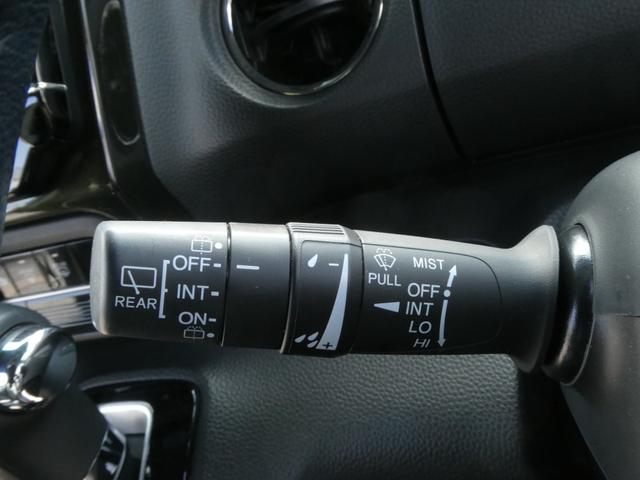 OFF
INT
ON
REAR
-
+
PULL
MIST
OFF
INT
LO
HI